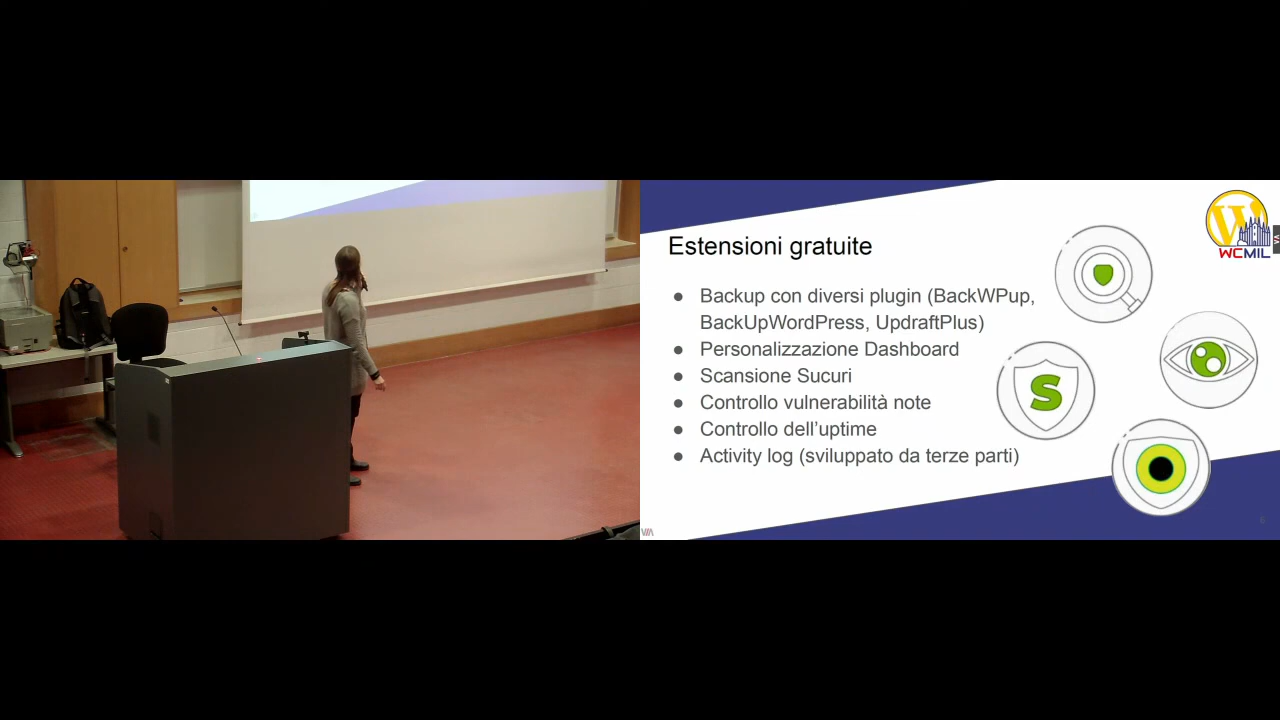 Estensioni gratuite
W
WCMIL
● Backup con diversi plugin (BackWPup,
BackUpWordPress, UpdraftPlus)
● Personalizzazione Dashboard
● Scansione Sucuri
● Controllo vulnerabilità note
● Controllo dell'uptime
● Activity log (sviluppato da terze parti)
S
6